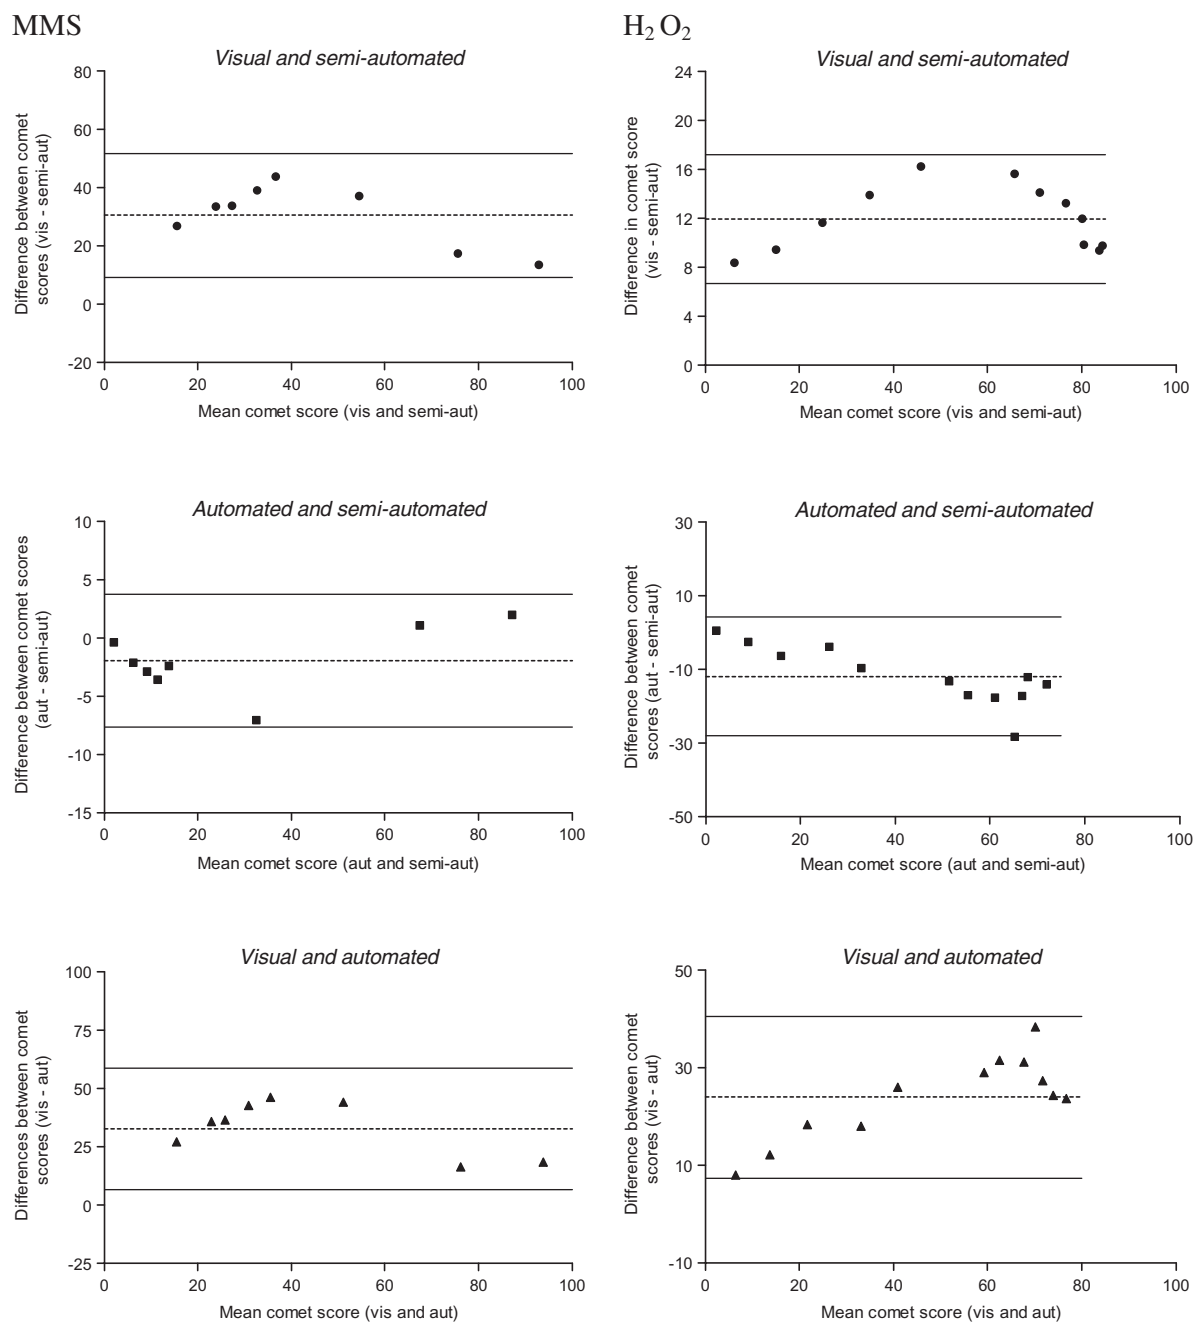 MMS
H₂ O₂
Visual and semi-automated
80
60
40
20
0
-20
0 20 40 60 80 100
Difference between comet
scores (vis - semi-aut)
Mean comet score (vis and semi-aut)
Visual and semi-automated
24
20
16
12
8
4
0
0 20 40 60 80 100
Difference in comet score
(vis - semi-aut)
Mean comet score (vis and semi-aut)
Automated and semi-automated
10
5
0
-5
-10
-15
0 20 40 60 80 100
Difference between comet scores
(aut - semi-aut)
Mean comet score (aut and semi-aut)
Automated and semi-automated
30
10
-10
-30
-50
0 20 40 60 80 100
Difference between comet
scores (aut - semi-aut)
Mean comet score (aut and semi-aut)
Visual and automated
100
75
50
25
0
-25
0 20 40 60 80 100
Differences between comet
scores (vis - aut)
Mean comet score (vis and aut)
Visual and automated
50
30
10
-10
0 20 40 60 80 100
Difference between comet
scores (vis - aut)
Mean comet score (vis and aut)